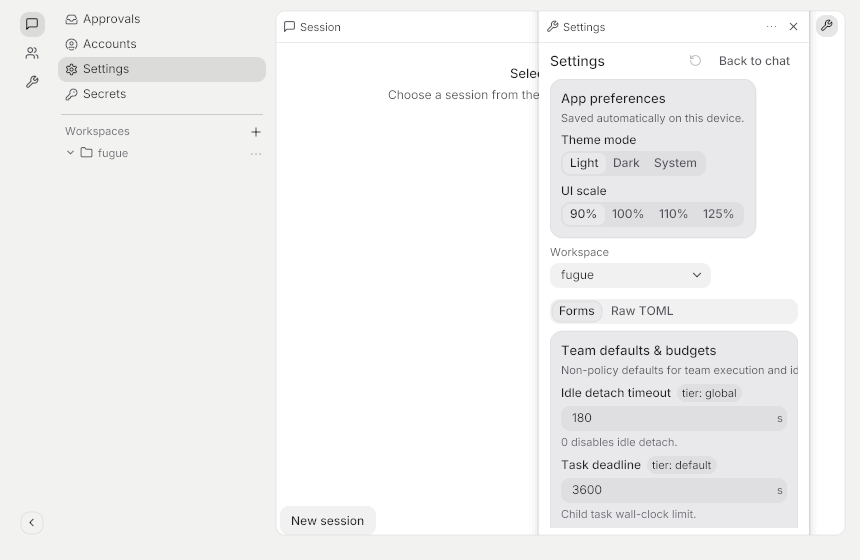 Approvals
Accounts
Settings
Secrets
Workspaces
fugue
New session
Session
Choose a session from the
Settings
Settings
Back to chat
App preferences
Saved automatically on this device.
Theme mode
Light Dark System
UI scale
90% 100% 110% 125%
Workspace
fugue
Forms Raw TOML
Team defaults & budgets
Non-policy defaults for team execution and
Idle detach timeout tier: global
180 s
0 disables idle detach.
Task deadline tier: default
3600 s
Child task wall-clock limit.